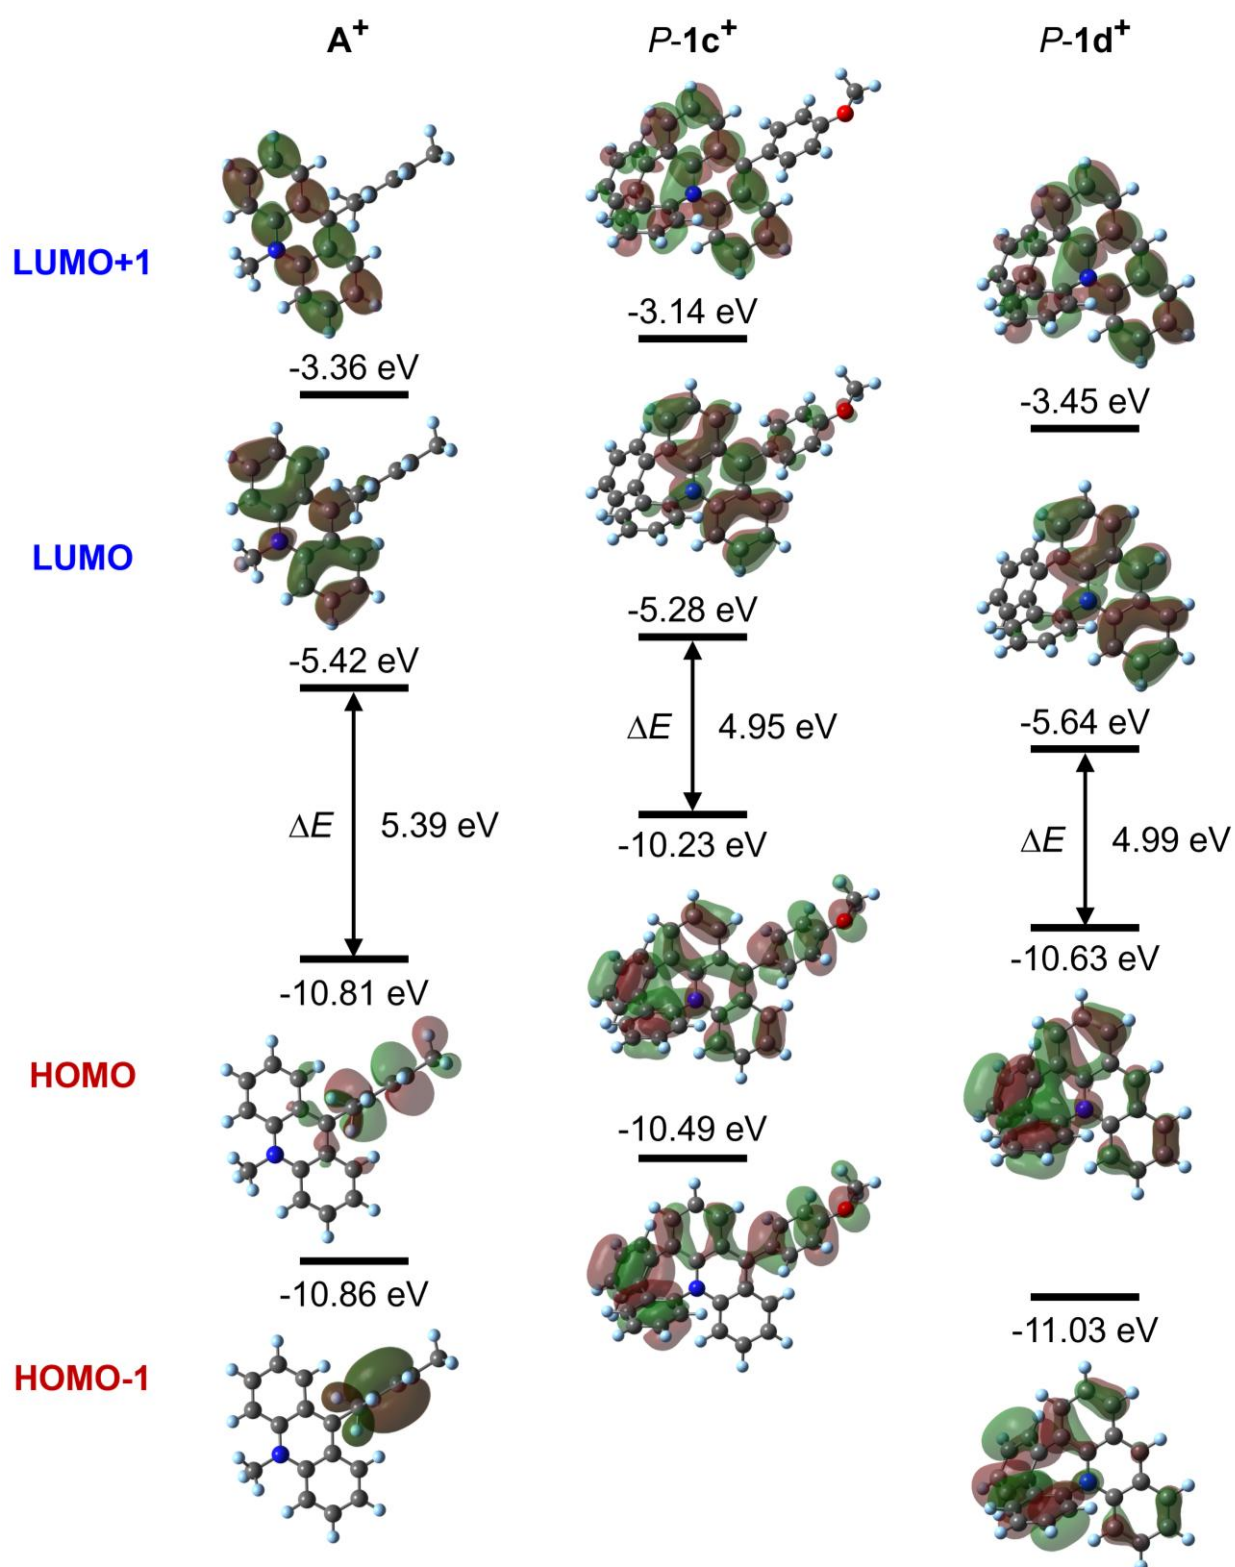 A+ P-1c+ P-1d+
LUMO+1
-3.36 eV
-3.14 eV
-3.45 eV
LUMO
-5.42 eV
-5.28 eV
-5.64 eV
ΔE 5.39 eV
ΔE 4.95 eV
ΔE 4.99 eV
-10.81 eV
-10.23 eV
-10.63 eV
HOMO
-10.86 eV
-10.49 eV
-11.03 eV
HOMO-1